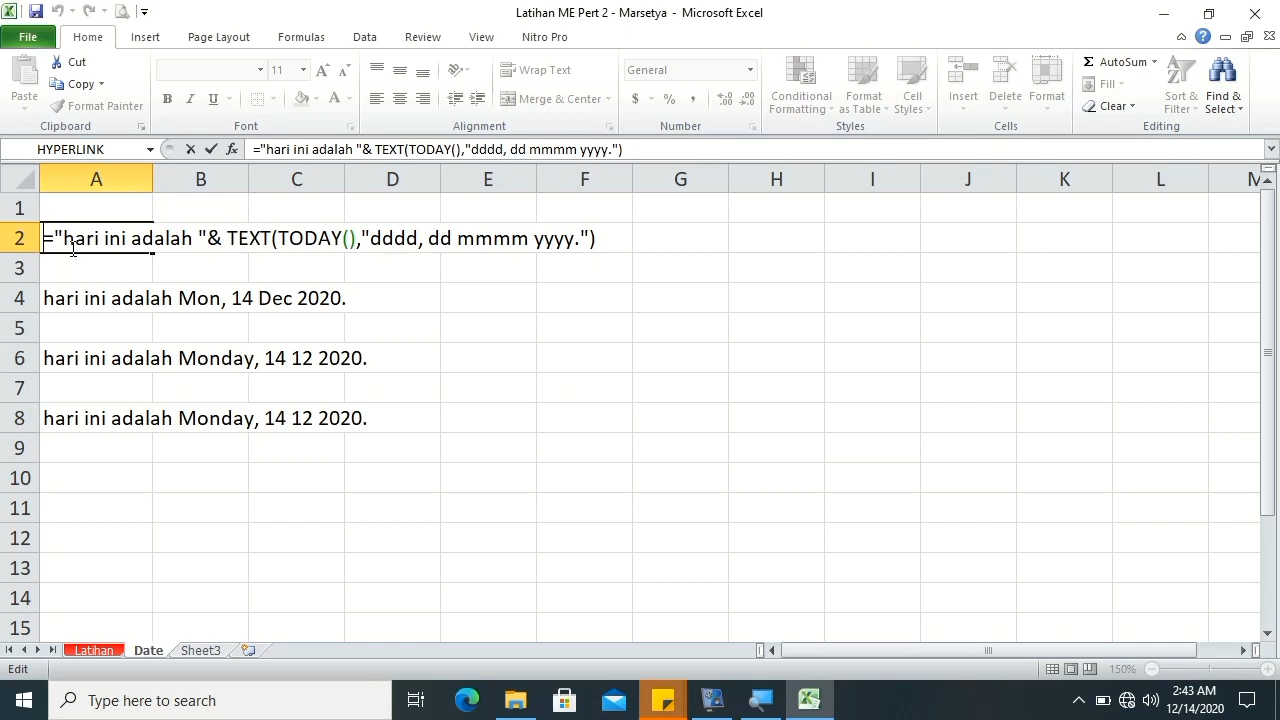 Latihan ME Pert 2 - Marsetya - Microsoft Excel
File Home Insert Page Layout Formulas Data Review View Nitro Pro
Paste
Cut
Copy
Format Painter
Clipboard
11
A A
B I U
A
Font
Wrap Text
Merge & Center
Alignment
General
$ % ,
Number
Conditional Formatting
Format as Table
Cell Styles
Styles
Insert
Delete
Format
Cells
Σ AutoSum
Fill
Clear
Sort & Filter
Find & Select
Editing
HYPERLINK fx ="hari ini adalah "& TEXT(TODAY(),"dddd, dd mmmm yyyy.")
A B C D E F G H I J K L M
1
2 ="hari ini adalah "& TEXT(TODAY(),"dddd, dd mmmm yyyy.")
3
4 hari ini adalah Mon, 14 Dec 2020.
5
6 hari ini adalah Monday, 14 12 2020.
7
8 hari ini adalah Monday, 14 12 2020.
9
10
11
12
13
14
15
Latihan Date Sheet3
Edit 150%
Type here to search
2:43 AM
12/14/2020